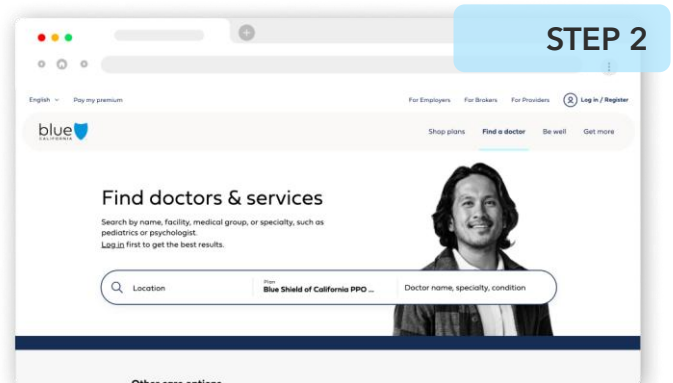 STEP 2
English
Pay my premium
For Employers
For Brokers
For Providers
Log in / Register
blue
CALIFORNIA
Shop plans
Find a doctor
Be well
Get more
Find doctors & services
Search by name, facility, medical group, or specialty, such as
pediatrics or psychologist.
Log in first to get the best results.
Location
Plan
Blue Shield of California PPO ...
Doctor name, specialty, condition
Other care options